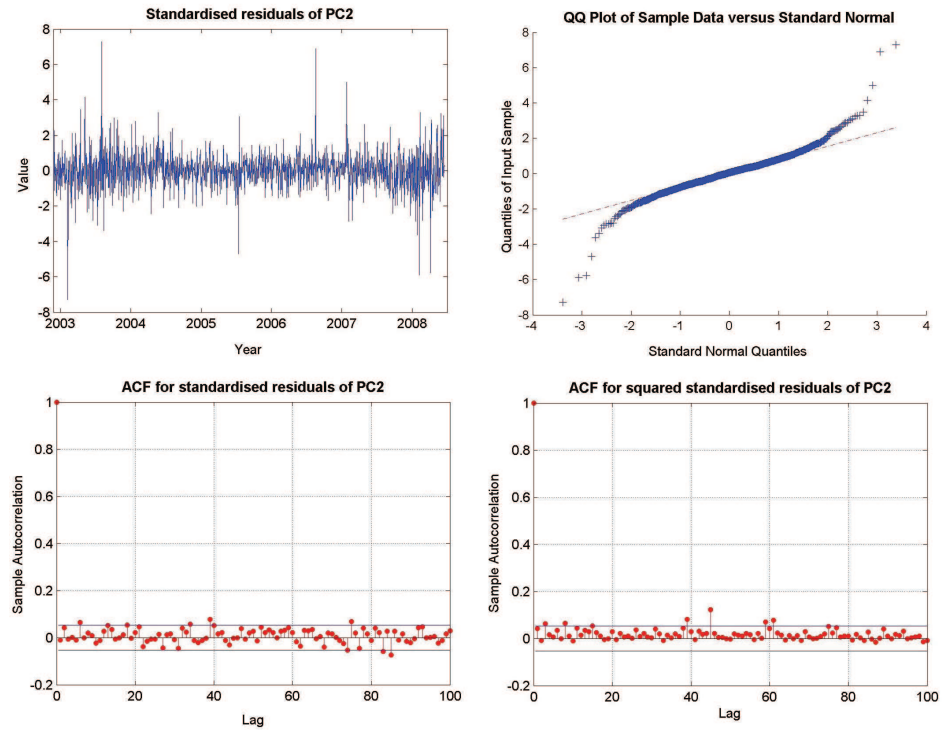 Standardised residuals of PC2
8
6
4
2
0
-2
-4
-6
-8
Value
2003 2004 2005 2006 2007 2008
Year
QQ Plot of Sample Data versus Standard Normal
8
6
4
2
0
-2
-4
-6
-8
Quantiles of Input Sample
-4 -3 -2 -1 0 1 2 3 4
Standard Normal Quantiles
ACF for standardised residuals of PC2
1
0.8
0.6
0.4
0.2
0
-0.2
Sample Autocorrelation
0 20 40 60 80 100
Lag
ACF for squared standardised residuals of PC2
1
0.8
0.6
0.4
0.2
0
-0.2
Sample Autocorrelation
0 20 40 60 80 100
Lag